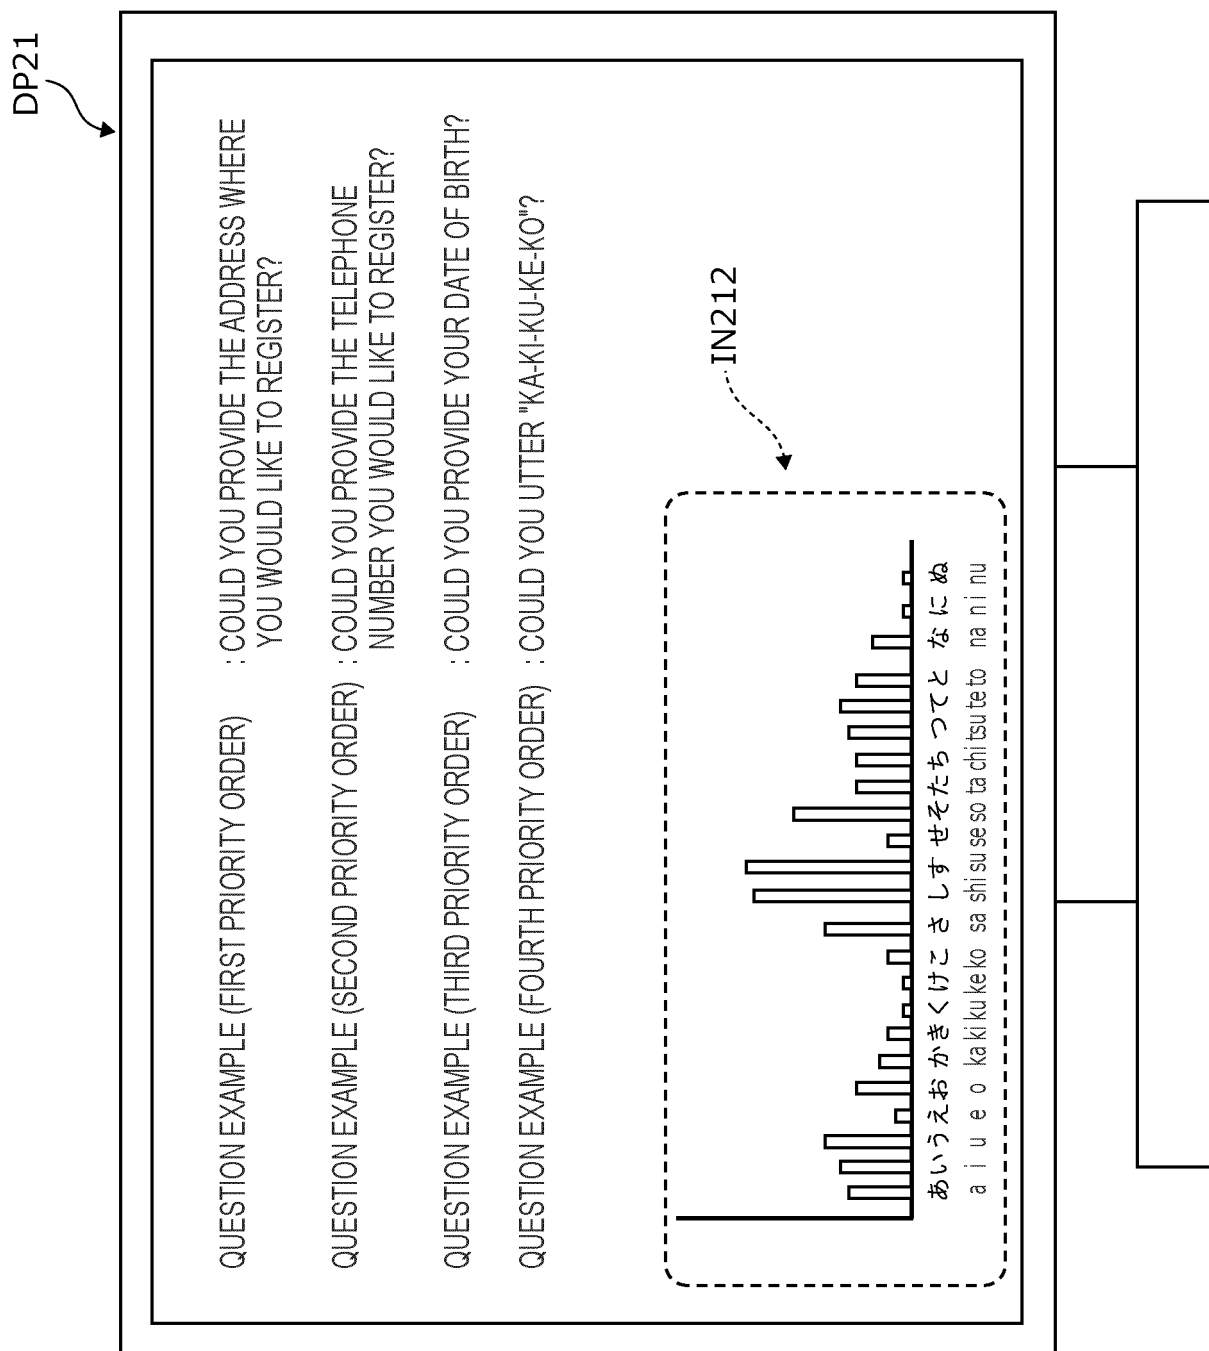 DP21
QUESTION EXAMPLE (FIRST PRIORITY ORDER) : COULD YOU PROVIDE THE ADDRESS WHERE
YOU WOULD LIKE TO REGISTER?
QUESTION EXAMPLE (SECOND PRIORITY ORDER) : COULD YOU PROVIDE THE TELEPHONE
NUMBER YOU WOULD LIKE TO REGISTER?
QUESTION EXAMPLE (THIRD PRIORITY ORDER) : COULD YOU PROVIDE YOUR DATE OF BIRTH?
QUESTION EXAMPLE (FOURTH PRIORITY ORDER) : COULD YOU UTTER "KA-KI-KU-KE-KO"?
IN212
あいうえおかきくけこ さ し す せ そ た ち つ て と な に ぬ
a i u e o ka ki ku ke ko sa shi su se so ta chi tsu te to na ni nu